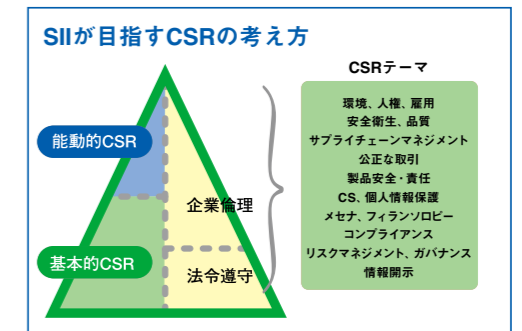 SIIが目指すCSRの考え方
能動的CSR
基本的CSR
企業倫理
法令遵守
CSRテーマ
環境、人権、雇用
安全衛生、品質
サプライチェーンマネジメント
公正な取引
製品安全・責任
CS、個人情報保護
メセナ、フィランソロピー
コンプライアンス
リスクマネジメント、ガバナンス
情報開示